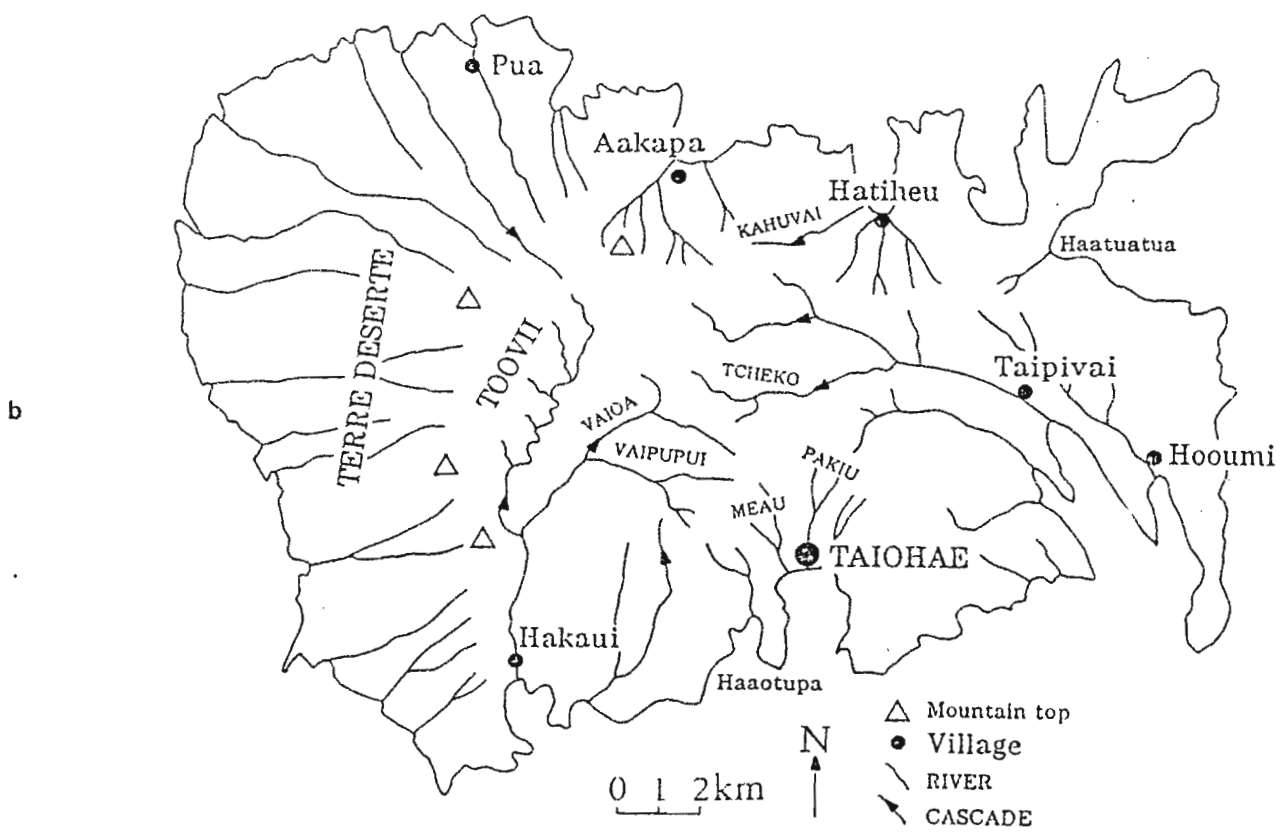 Pua
Aakapa
Hatiheu
KAHUVAI
Haatuatua
TERRE DESERTE
TOOVII
Taipivai
TCHEKO
b
VAIOA
VAIPUPUI
PAKIU
Hooumi
MEAU
TAIOHAE
Hakaui
Haaotupa
Mountain top
N
Village
0 1 2km
RIVER
CASCADE